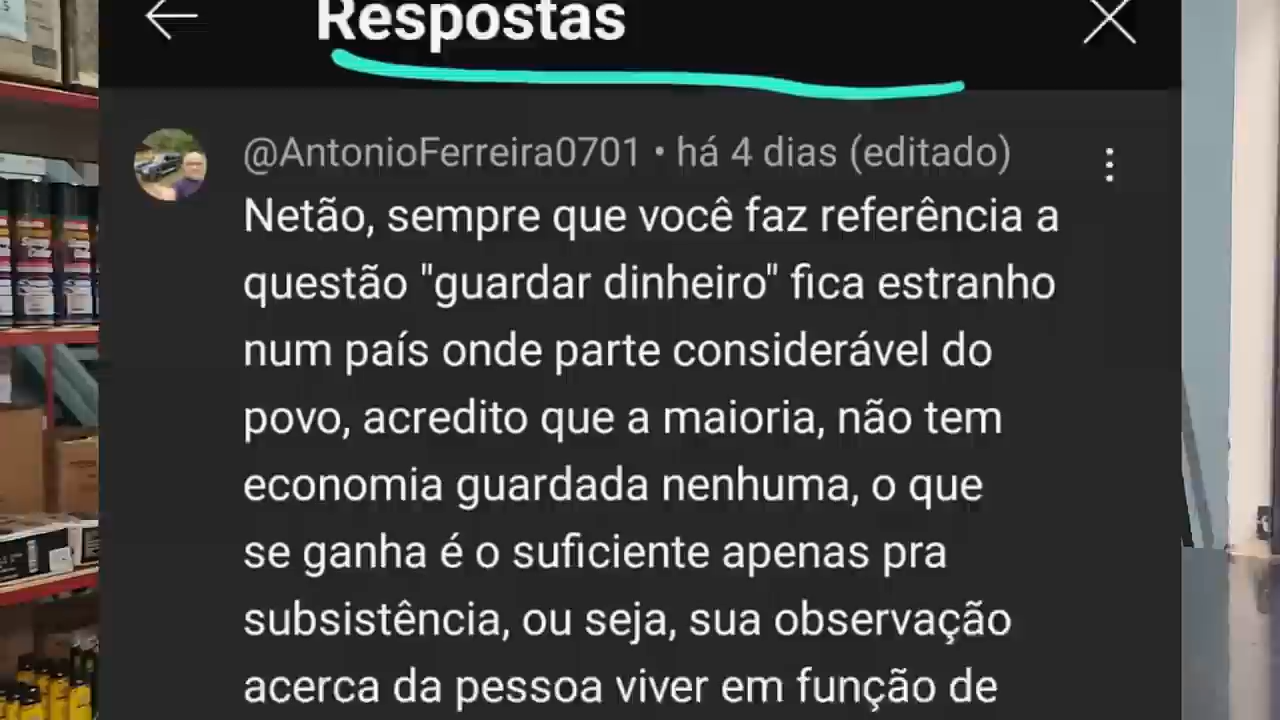 Respostas
@AntonioFerreira0701 • há 4 dias (editado)
Netão, sempre que você faz referência a
questão "guardar dinheiro" fica estranho
num país onde parte considerável do
povo, acredito que a maioria, não tem
economia guardada nenhuma, o que
se ganha é o suficiente apenas pra
subsistência, ou seja, sua observação
acerca da pessoa viver em função de